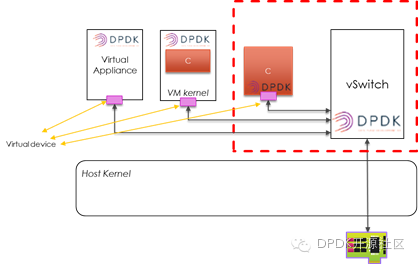 DPDK
Virtual
Appliance
DPDK
C
VM kernel
C
DPDK
vSwitch
DPDK
Virtual device
Host Kernel
DPDK开源社区